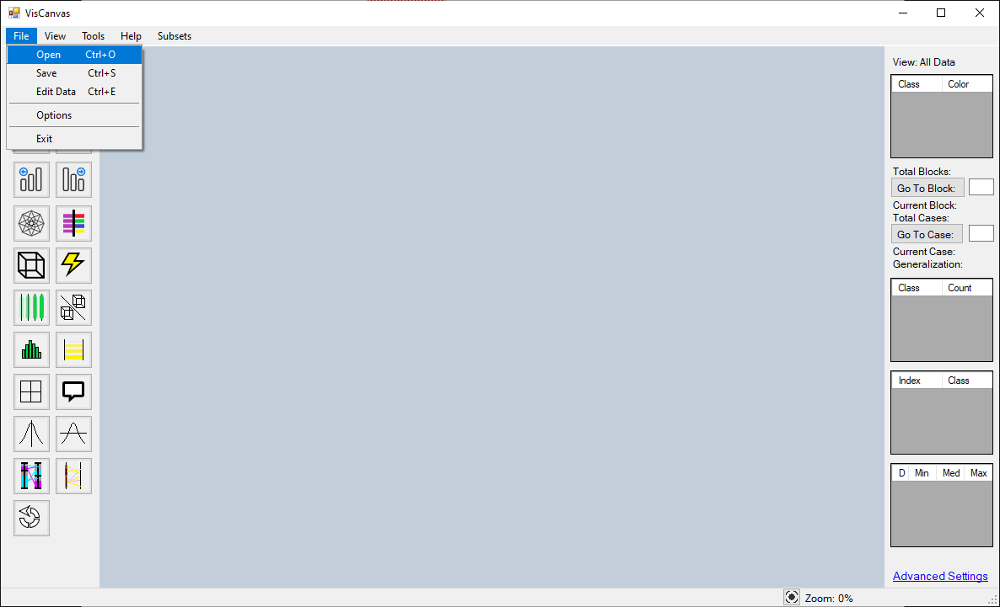 VisCanvas
File View Tools Help Subsets
Open Ctrl+O
Save Ctrl+S
Edit Data Ctrl+E
Options
Exit
View: All Data
Class Color
Total Blocks:
Go To Block:
Current Block:
Total Cases:
Go To Case:
Current Case:
Generalization:
Class Count
Index Class
D Min Med Max
Advanced Settings
Zoom: 0%